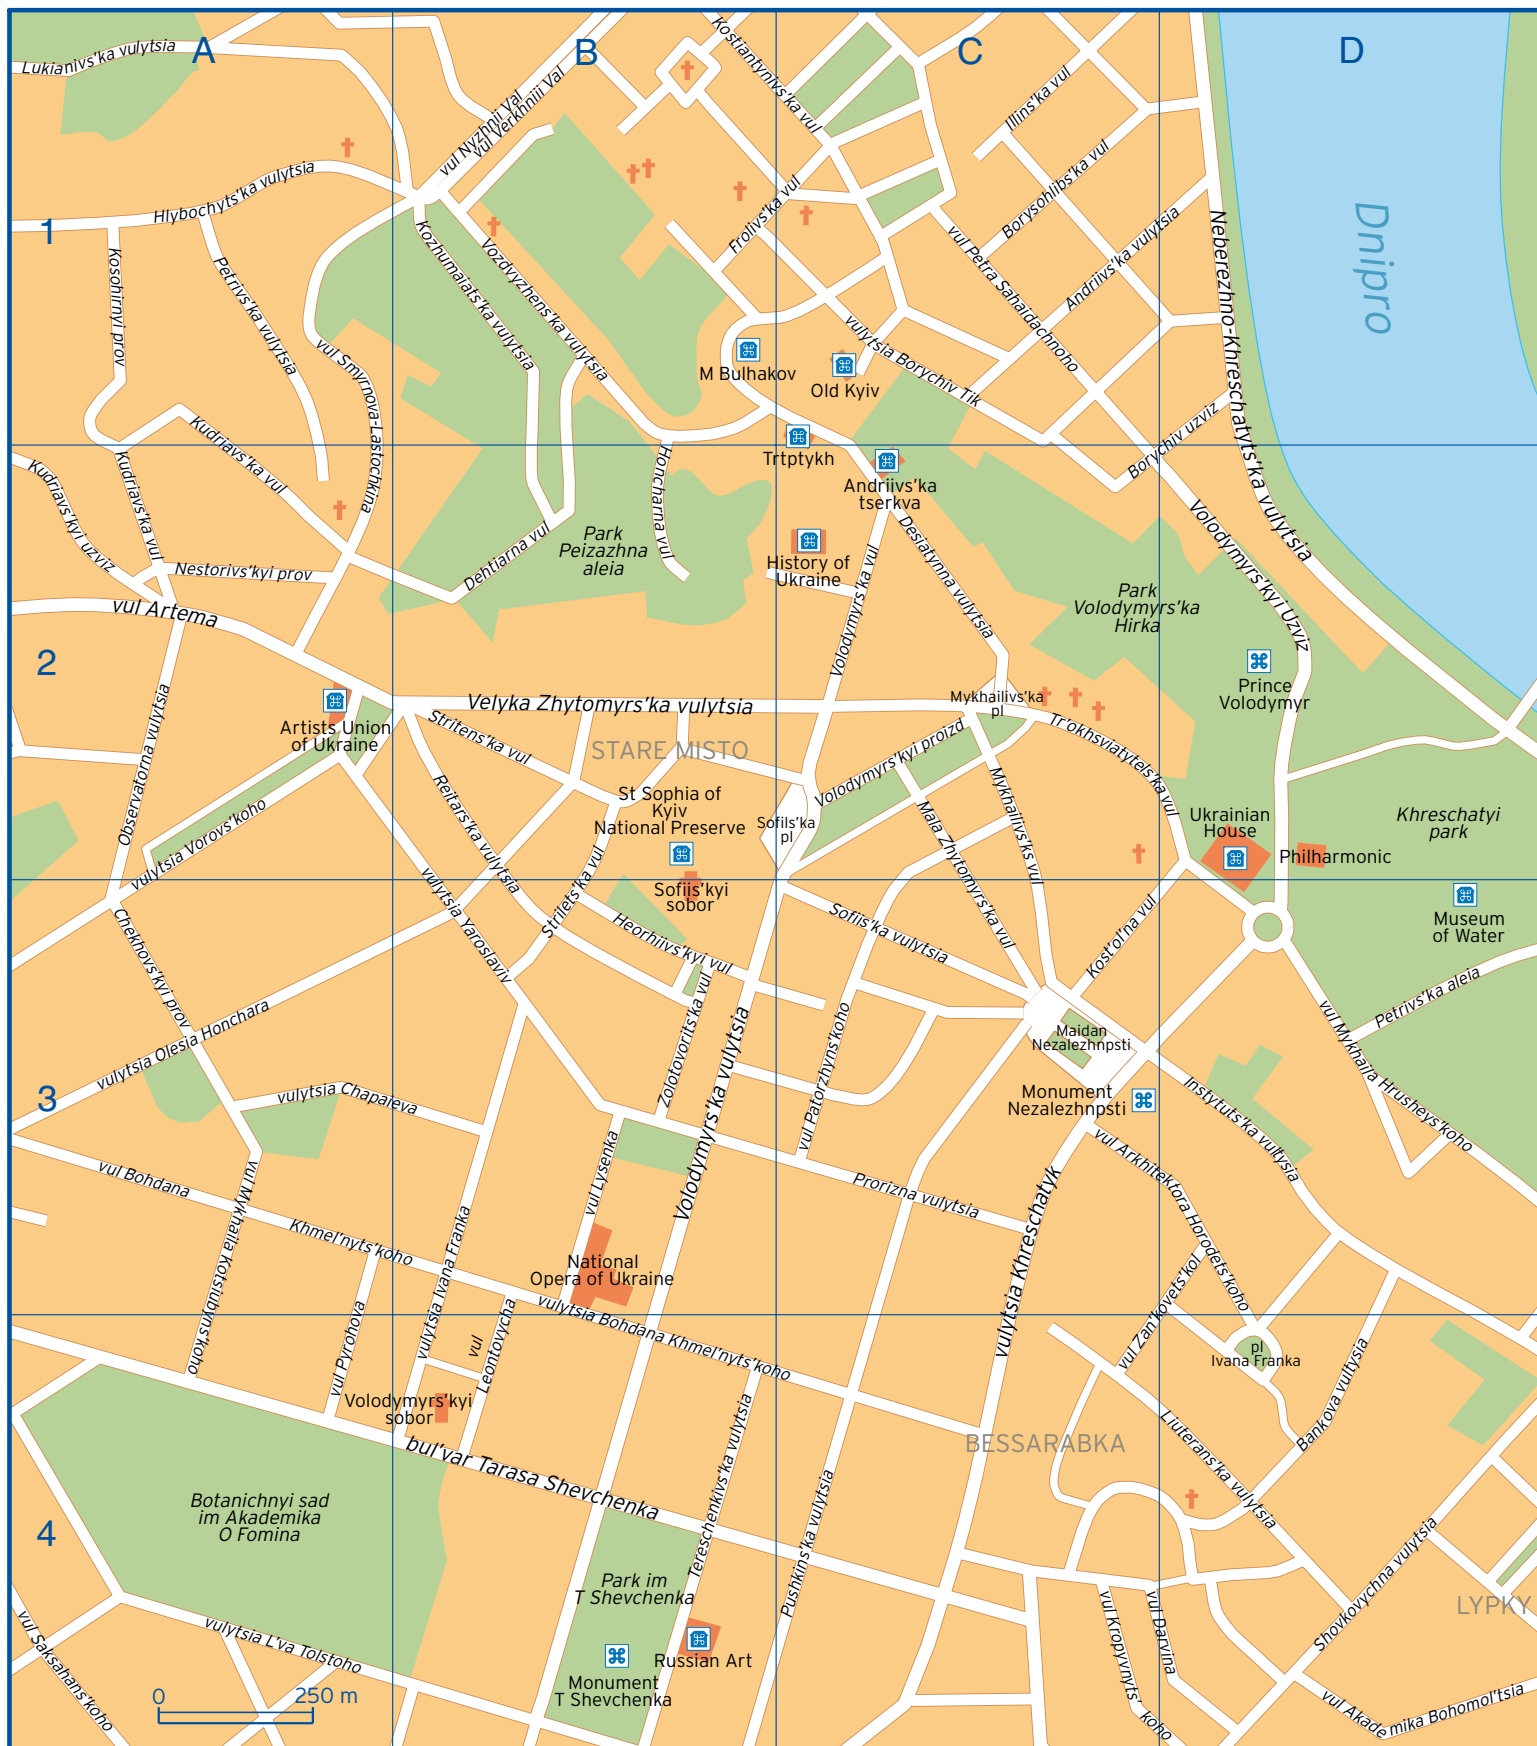 A
B
C
D
1
2
3
4
Lukianivs'ka vulytsia
Hlybochyts'ka vulytsia
vul Nyzhnii Val
vul Verkhniii Val
Kostiantynivs'ka vul
Illins'ka vul
Borysohlibs'ka vul
Andriivs'ka vulytsia
Frolivs'ka vul
vul Petra Sahaidachnoho
Neberezhno-Khreschatyts'ka vulytsia
Dnipro
Kosohirnyi prov
Petrivs'ka vulytsia
Kozhumaiats'ka vulytsia
Vozdvyzhens'ka vulytsia
vul Smyrnova-Lastochkina
M Bulhakov
Old Kyiv
vulytsia Borychiv Tik
Borychiv uzviz
Trtptykh
Andriivs'ka
tserkva
Kudriavs'ka vul
Kudriavs'ka vul
Kudriavs'kyi uzviz
Nestorivs'kyi prov
Dehtiarna vul
Honcharna vul
Park
Peizazhna
aleia
History of
Ukraine
Volodymyrs'ka vul
Desiatynna vulytsia
Park
Volodymyrs'ka
Hirka
Volodymyrs'kyi Uzviz
Prince
Volodymyr
vul Artema
Artists Union
of Ukraine
Velyka Zhytomyrs'ka vulytsia
Mykhailivs'ka
pl
Tr'okhsviatytels'ka vul
STARE MISTO
Stritens'ka vul
Reitars'ka vulytsia
Observatorna vulytsia
vulytsia Vorovs'koho
St Sophia of
Kyiv
National Preserve
Sofiis'kyi
sobor
Sofiis'ka
pl
Volodymyrs'kyi proizd
Mykhailivs'ks vul
Mala Zhytomyrs'ka vul
Ukrainian
House
Philharmonic
Khreschatyi
park
Museum
of Water
Strilets'ka vul
Heorhiivs'kyi vul
vulytsia Yaroslaviv
Sofiis'ka vulytsia
Kost'ol'na vul
Chekhovs'kyi prov
vulytsia Olesia Honchara
vulytsia Chapaieva
Zolotovorits'ka vul
Volodymyrs'ka vulytsia
vul Patorzhyns'koho
Maidan
Nezalezhnpsti
Monument
Nezalezhnpsti
Petrivs'ka aleia
vul Mykhaila Hrusheys'koho
Instytuts'ka vultysia
vul Arkhitektora Horodets'koho
vul Bohdana
Khmel'nyts'koho
vul Mykhaila Kotsiubyns'koho
vul Lysenka
Prorizna vulytsia
vulytsia Khreschatyk
vulytsia Ivana Franka
National
Opera of Ukraine
vulytsia Bohdana Khmel'nyts'koho
vul Zan'kovets'kol
pl
Ivana Franka
Bankova vultysia
vul Pyrohova
vul
Leontovycha
Volodymyrs'kyi
sobor
bul'var Tarasa Shevchenka
Tereschenkivs'ka vulytsia
Pushkins'ka vulytsia
BESSARABKA
Liuterans'ka vulytsia
Botanichnyi sad
im Akademika
O Fomina
Park im
T Shevchenka
Monument
T Shevchenka
Russian Art
vul Kropyvnyts' koho
vul Darvina
Shovkovychna vulytsia
LYPKY
vul Akademika Bohomol'tsia
vulytsia L'va Tolstoho
vul Saksahans'koho
0
250 m